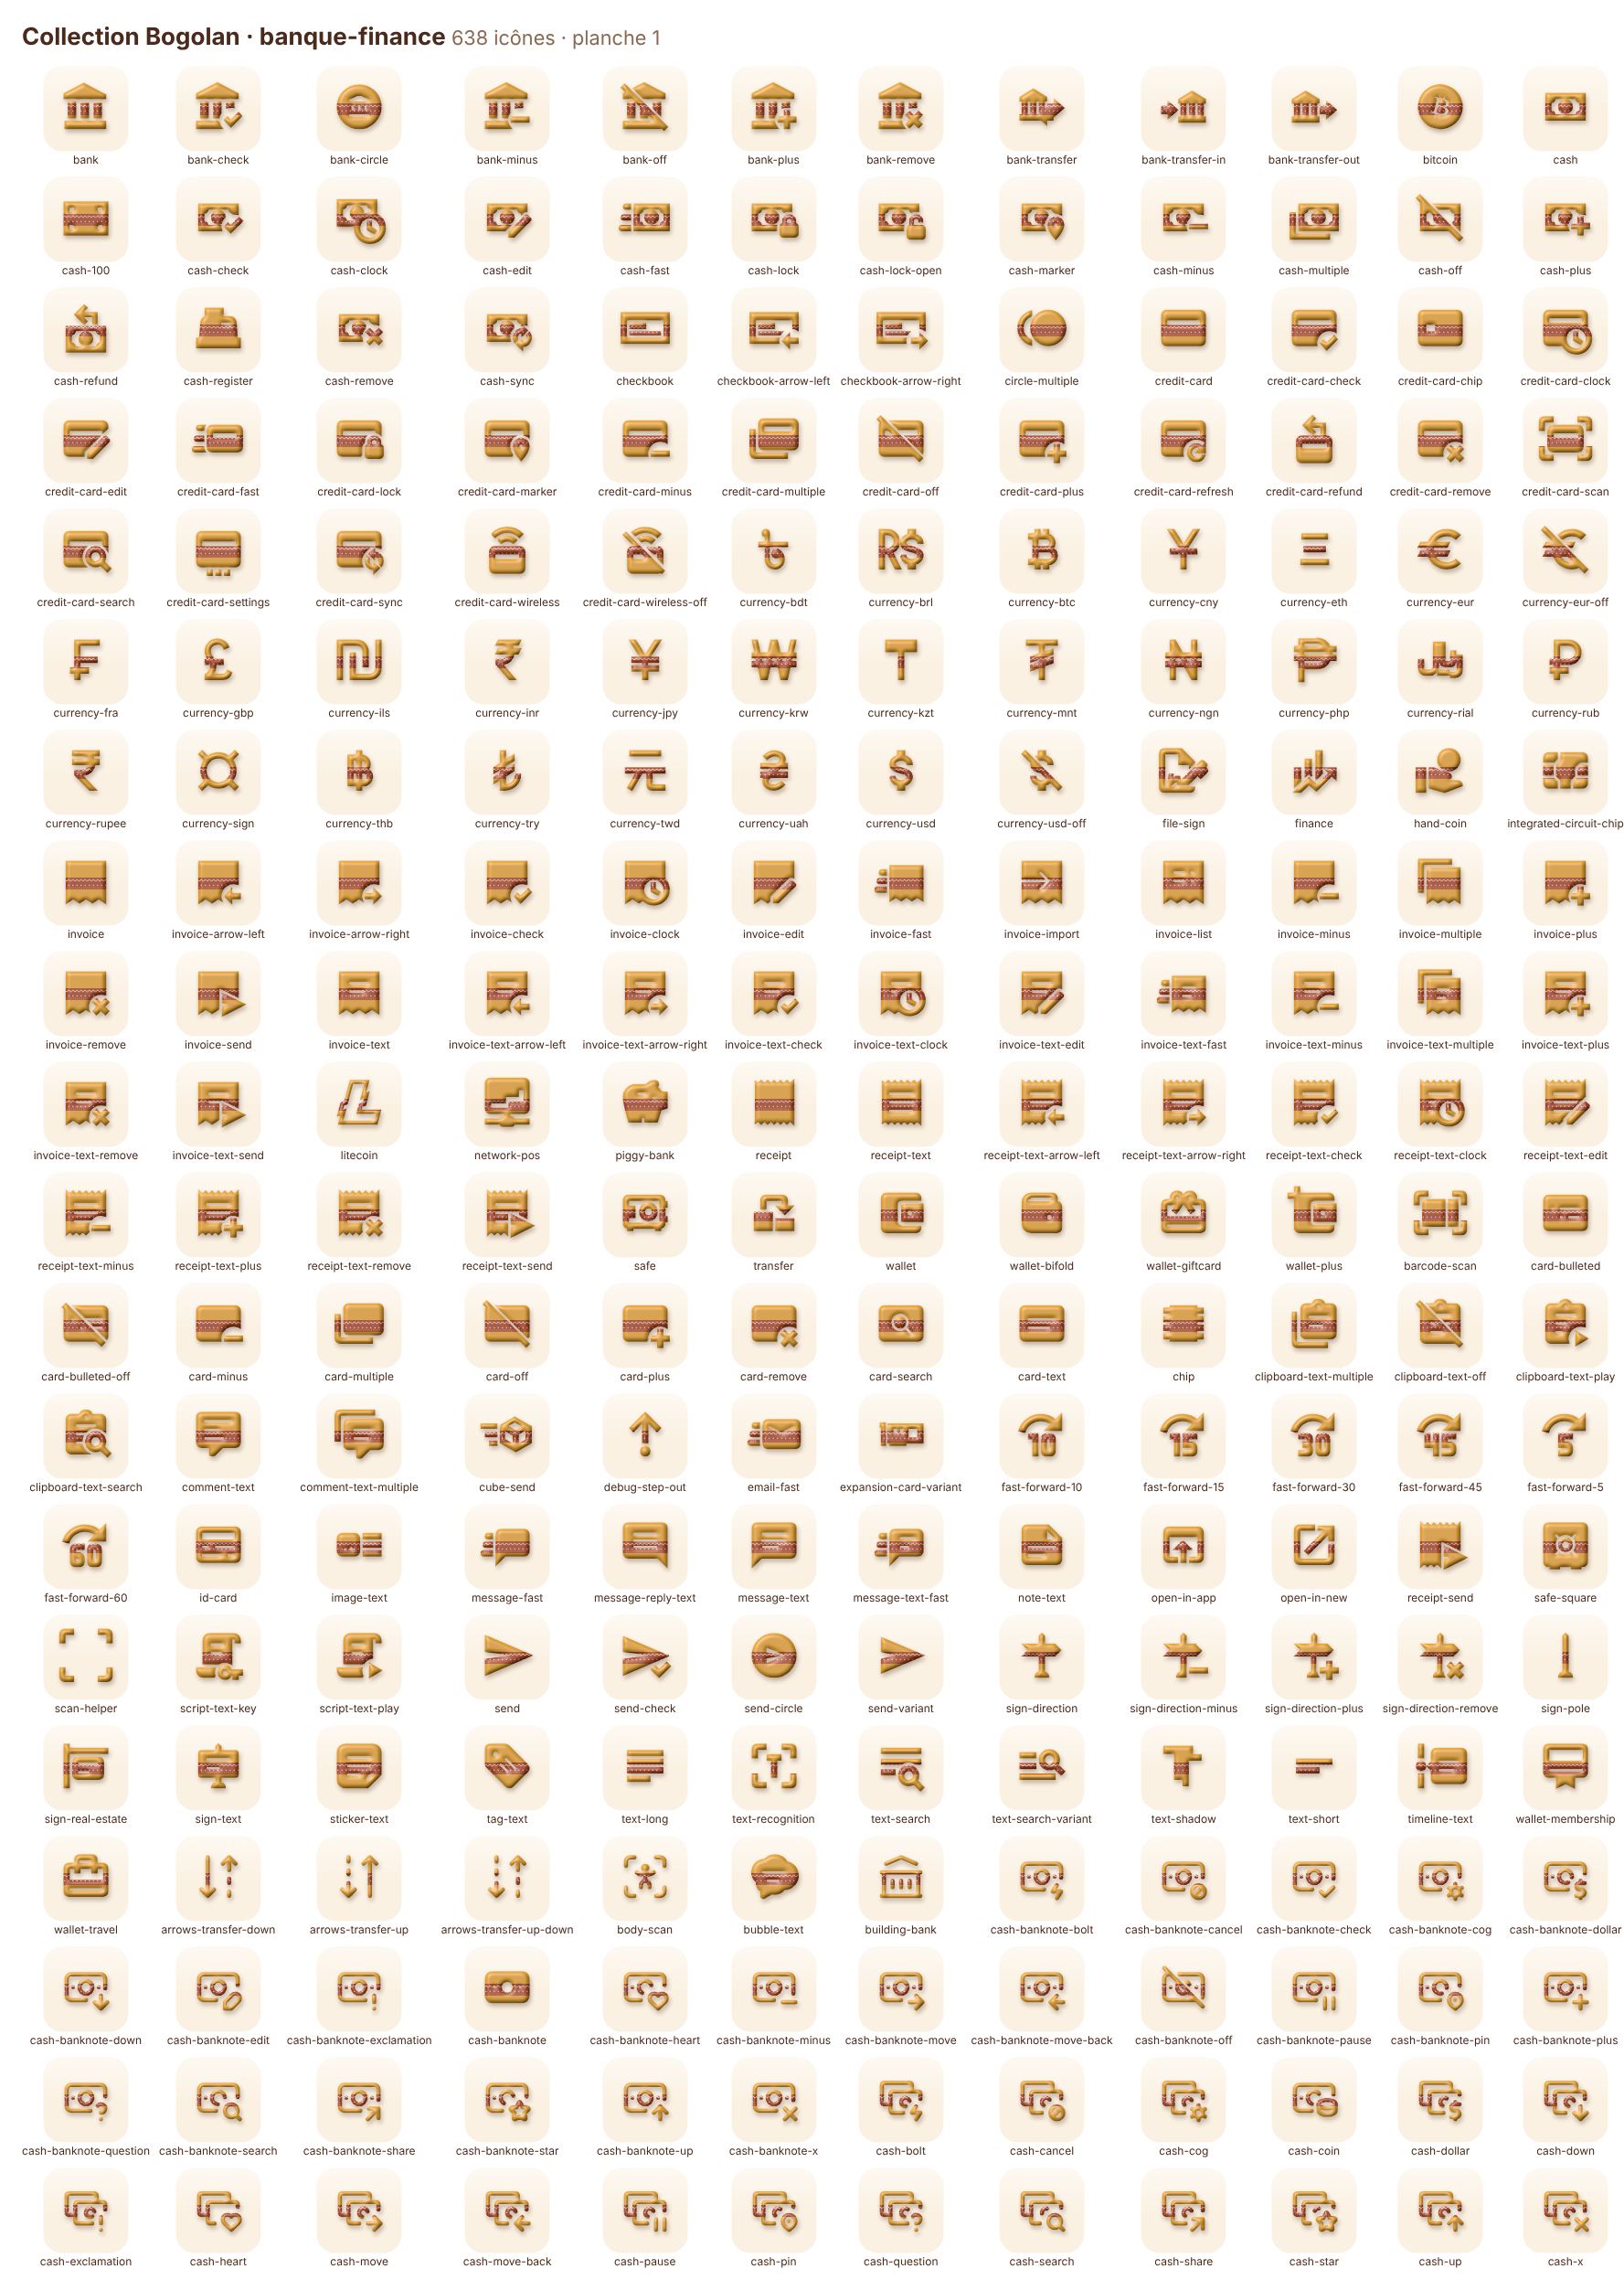 Collection Bogolan · banque-finance 638 icônes · planche 1
bank bank-check bank-circle bank-minus bank-off bank-plus bank-remove bank-transfer bank-transfer-in bank-transfer-out bitcoin cash
cash-100 cash-check cash-clock cash-edit cash-fast cash-lock cash-lock-open cash-marker cash-minus cash-multiple cash-off cash-plus
cash-refund cash-register cash-remove cash-sync checkbook checkbook-arrow-left checkbook-arrow-right circle-multiple credit-card credit-card-check credit-card-chip credit-card-clock
credit-card-edit credit-card-fast credit-card-lock credit-card-marker credit-card-minus credit-card-multiple credit-card-off credit-card-plus credit-card-refresh credit-card-refund credit-card-remove credit-card-scan
credit-card-search credit-card-settings credit-card-sync credit-card-wireless credit-card-wireless-off currency-bdt currency-brl currency-btc currency-cny currency-eth currency-eur currency-eur-off
currency-fra currency-gbp currency-ils currency-inr currency-jpy currency-krw currency-kzt currency-mnt currency-ngn currency-php currency-rial currency-rub
currency-rupee currency-sign currency-thb currency-try currency-twd currency-uah currency-usd currency-usd-off file-sign finance hand-coin integrated-circuit-chip
invoice invoice-arrow-left invoice-arrow-right invoice-check invoice-clock invoice-edit invoice-fast invoice-import invoice-list invoice-minus invoice-multiple invoice-plus
invoice-remove invoice-send invoice-text invoice-text-arrow-left invoice-text-arrow-right invoice-text-check invoice-text-clock invoice-text-edit invoice-text-fast invoice-text-minus invoice-text-multiple invoice-text-plus
invoice-text-remove invoice-text-send litecoin network-pos piggy-bank receipt receipt-text receipt-text-arrow-left receipt-text-arrow-right receipt-text-check receipt-text-clock receipt-text-edit
receipt-text-minus receipt-text-plus receipt-text-remove receipt-text-send safe transfer wallet wallet-bifold wallet-giftcard wallet-plus barcode-scan card-bulleted
card-bulleted-off card-minus card-multiple card-off card-plus card-remove card-search card-text chip clipboard-text-multiple clipboard-text-off clipboard-text-play
clipboard-text-search comment-text comment-text-multiple cube-send debug-step-out email-fast expansion-card-variant fast-forward-10 fast-forward-15 fast-forward-30 fast-forward-45 fast-forward-5
fast-forward-60 id-card image-text message-fast message-reply-text message-text message-text-fast note-text open-in-app open-in-new receipt-send safe-square
scan-helper script-text-key script-text-play send send-check send-circle send-variant sign-direction sign-direction-minus sign-direction-plus sign-direction-remove sign-pole
sign-real-estate sign-text sticker-text tag-text text-long text-recognition text-search text-search-variant text-shadow text-short timeline-text wallet-membership
wallet-travel arrows-transfer-down arrows-transfer-up arrows-transfer-up-down body-scan bubble-text building-bank cash-banknote-bolt cash-banknote-cancel cash-banknote-check cash-banknote-cog cash-banknote-dollar
cash-banknote-down cash-banknote-edit cash-banknote-exclamation cash-banknote cash-banknote-heart cash-banknote-minus cash-banknote-move cash-banknote-move-back cash-banknote-off cash-banknote-pause cash-banknote-pin cash-banknote-plus
cash-banknote-question cash-banknote-search cash-banknote-share cash-banknote-star cash-banknote-up cash-banknote-x cash-bolt cash-cancel cash-cog cash-coin cash-dollar cash-down
cash-exclamation cash-heart cash-move cash-move-back cash-pause cash-pin cash-question cash-search cash-share cash-star cash-up cash-x